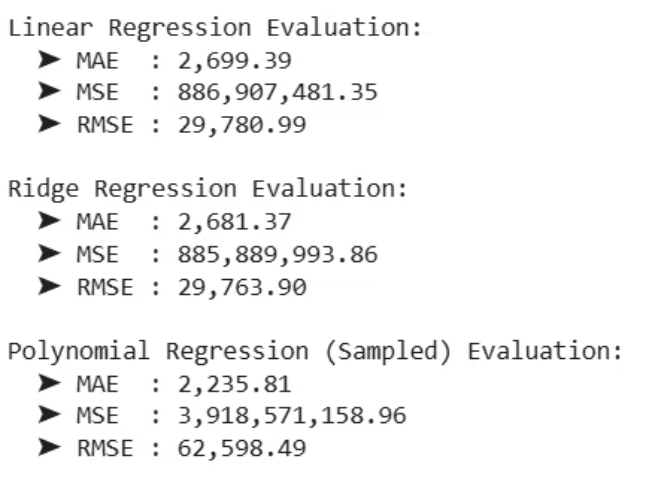 Linear Regression Evaluation:
➤ MAE  : 2,699.39
➤ MSE  : 886,907,481.35
➤ RMSE : 29,780.99
Ridge Regression Evaluation:
➤ MAE  : 2,681.37
➤ MSE  : 885,889,993.86
➤ RMSE : 29,763.90
Polynomial Regression (Sampled) Evaluation:
➤ MAE  : 2,235.81
➤ MSE  : 3,918,571,158.96
➤ RMSE : 62,598.49